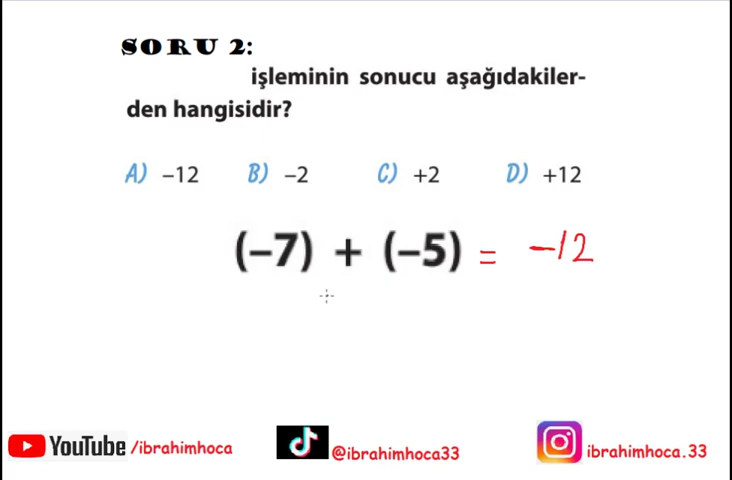 SORU 2:
işleminin sonucu aşağıdakiler-
den hangisidir?
A) –12 B) –2 C) +2 D) +12
(–7) + (–5) = –12
YouTube /ibrahimhoca @ibrahimhoca33 ibrahimhoca.33